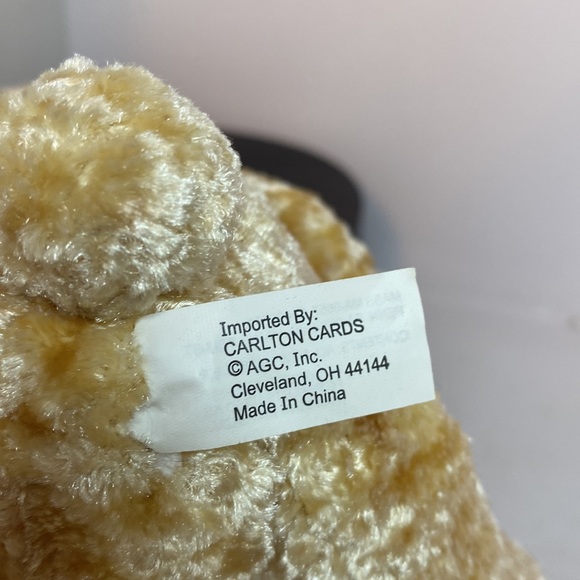 Imported By:
CARLTON CARDS
© AGC, Inc.
Cleveland, OH 44144
Made In China